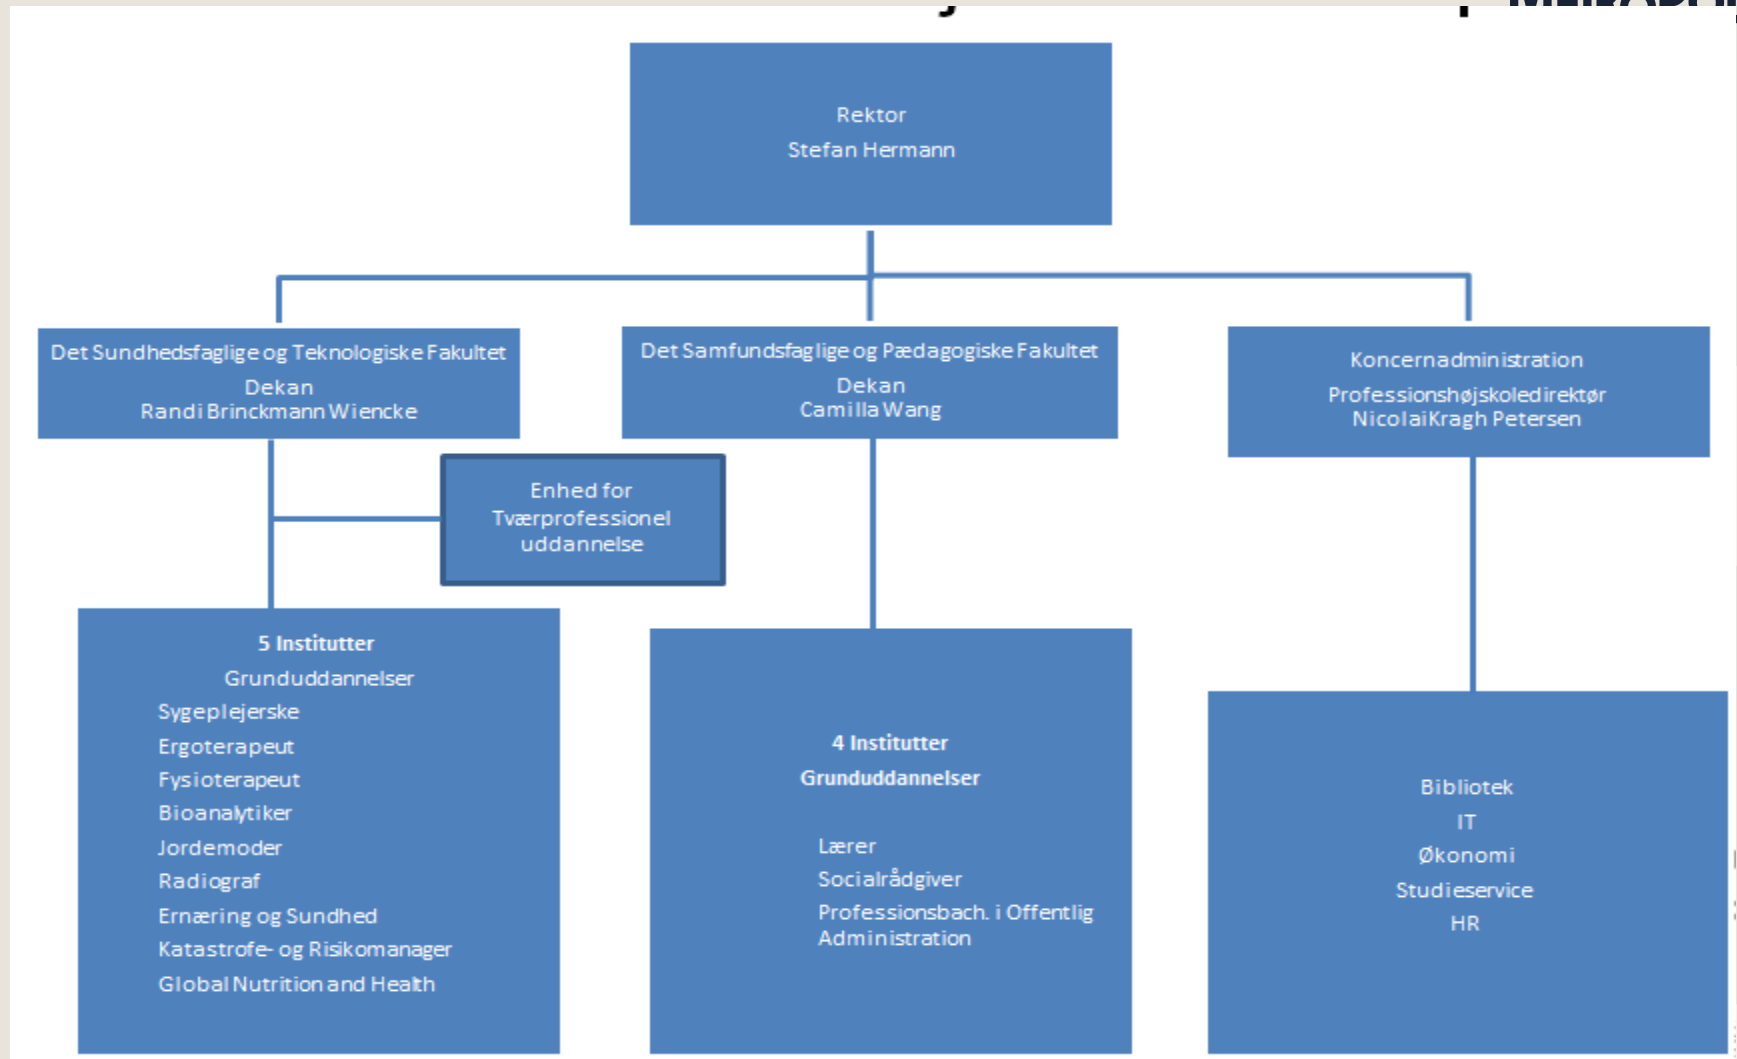 Rektor
Stefan Hermann
Det Sundhedsfaglige og Teknologiske Fakultet
Dekan
Randi Brinckmann Wiencke
Det Samfundsfaglige og Pædagogiske Fakultet
Dekan
Camilla Wang
Koncernadministration
Professionshøjskoledirektør
Nicolai Kragh Petersen
Enhed for
Tværprofessionel
uddannelse
5 Institutter
Grunduddannelser
Sygeplejerske
Ergoterapeut
Fysioterapeut
Bioanalytiker
Jordemoder
Radiograf
Ernæring og Sundhed
Katastrofe- og Risikomanager
Global Nutrition and Health
4 Institutter
Grunduddannelser
Lærer
Socialrådgiver
Professionsbach. i Offentlig
Administration
Bibliotek
IT
Økonomi
Studieservice
HR